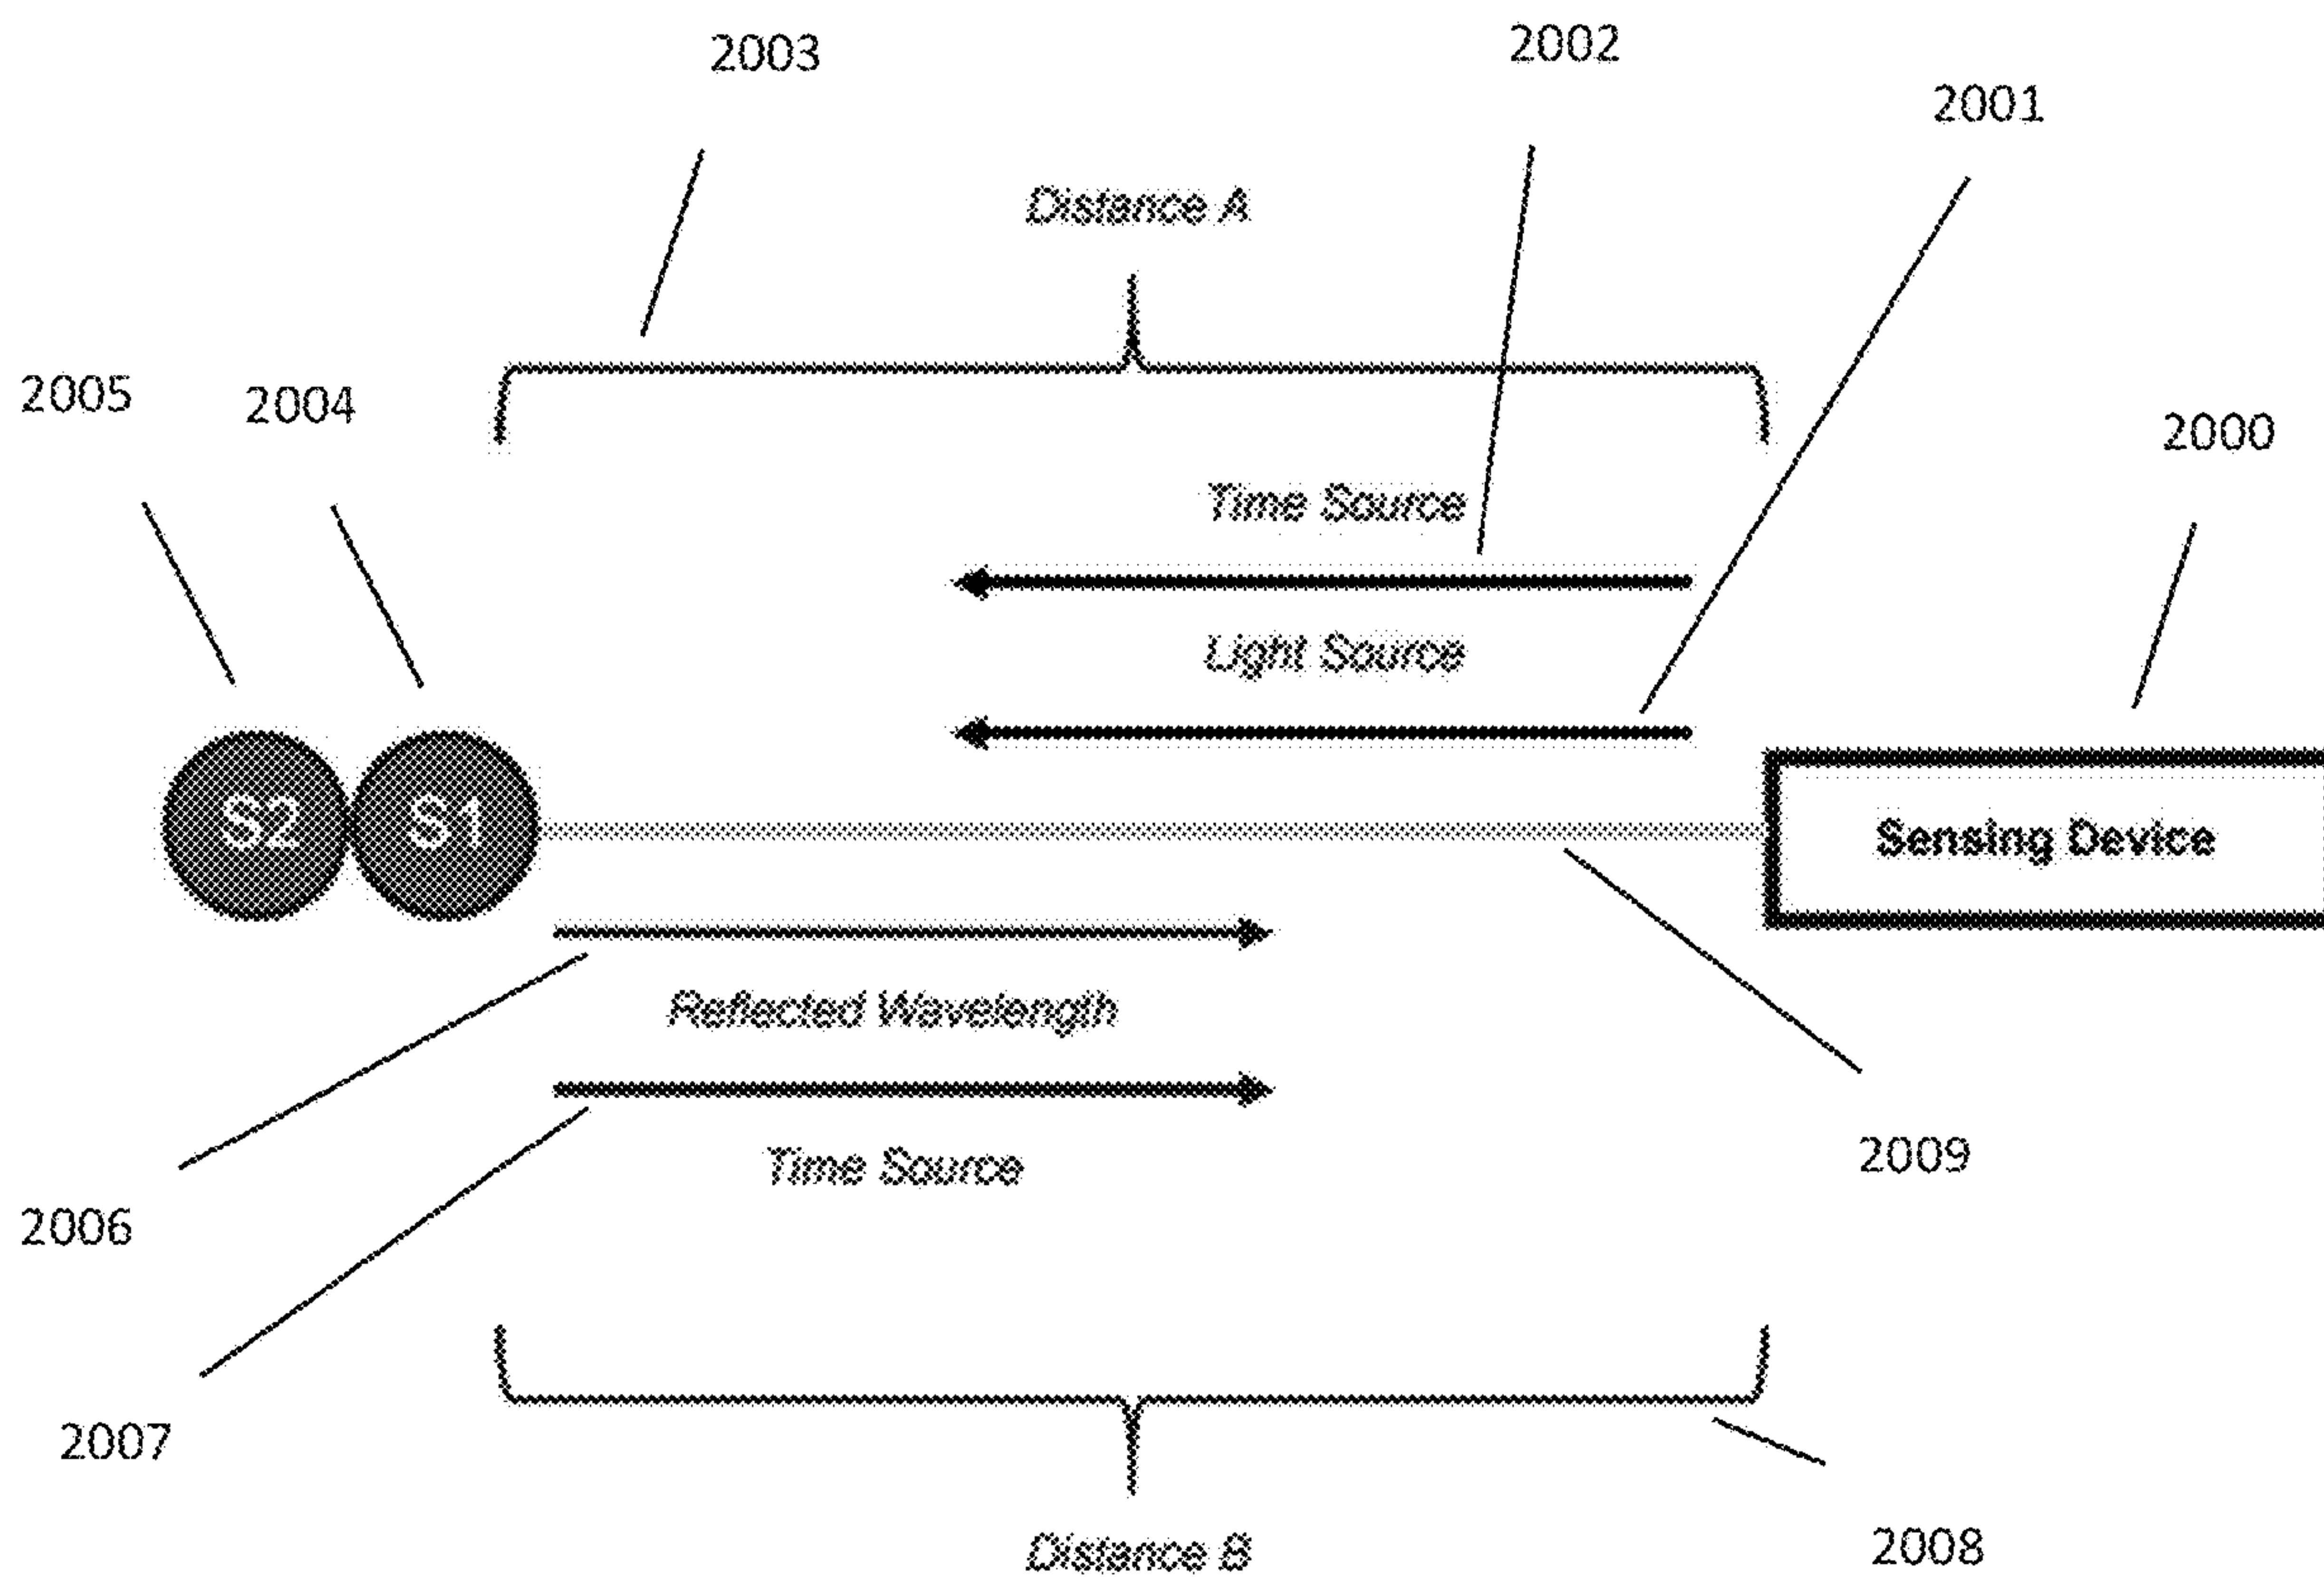 2003
2002
2001
Distance A
2005
2004
2000
Time Source
Light Source
S2
S1
Sensing Device
Reflected Wavelength
2009
Time Source
2006
2007
2008
Distance B